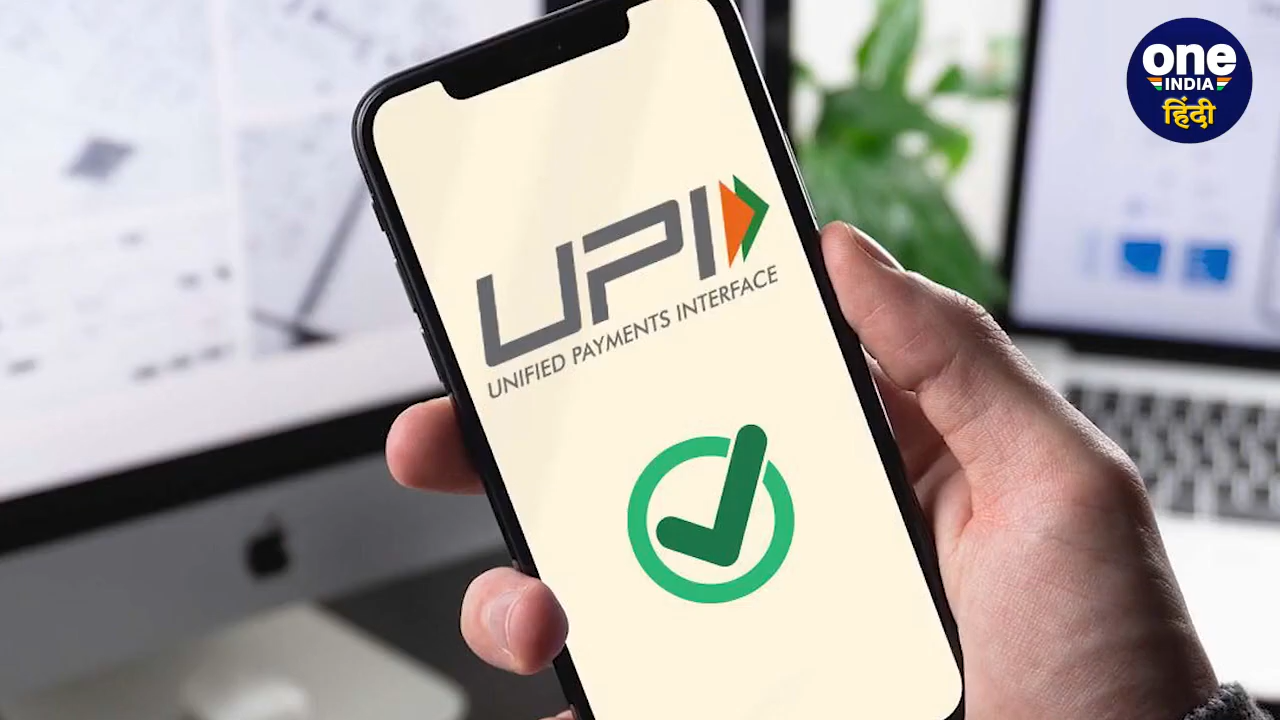 one
INDIA
हिंदी
UPI
UNIFIED PAYMENTS INTERFACE